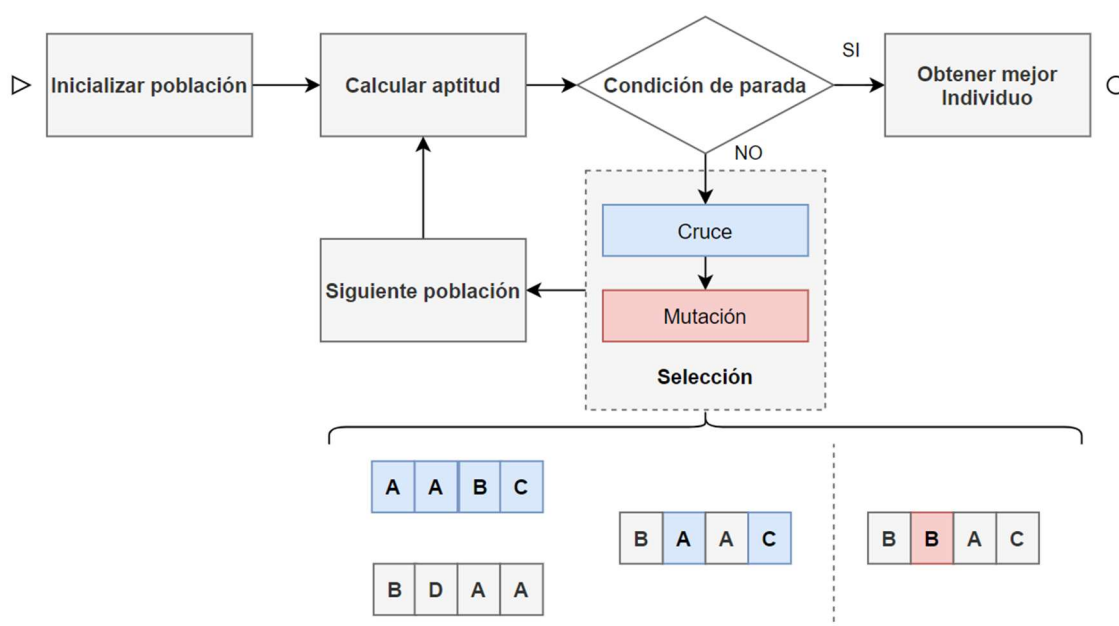 SI
Inicializar población
Calcular aptitud
Condición de parada
Obtener mejor
Individuo
NO
Cruce
Siguiente población
Mutación
Selección
A A B C
B A A C
B B A C
B D A A